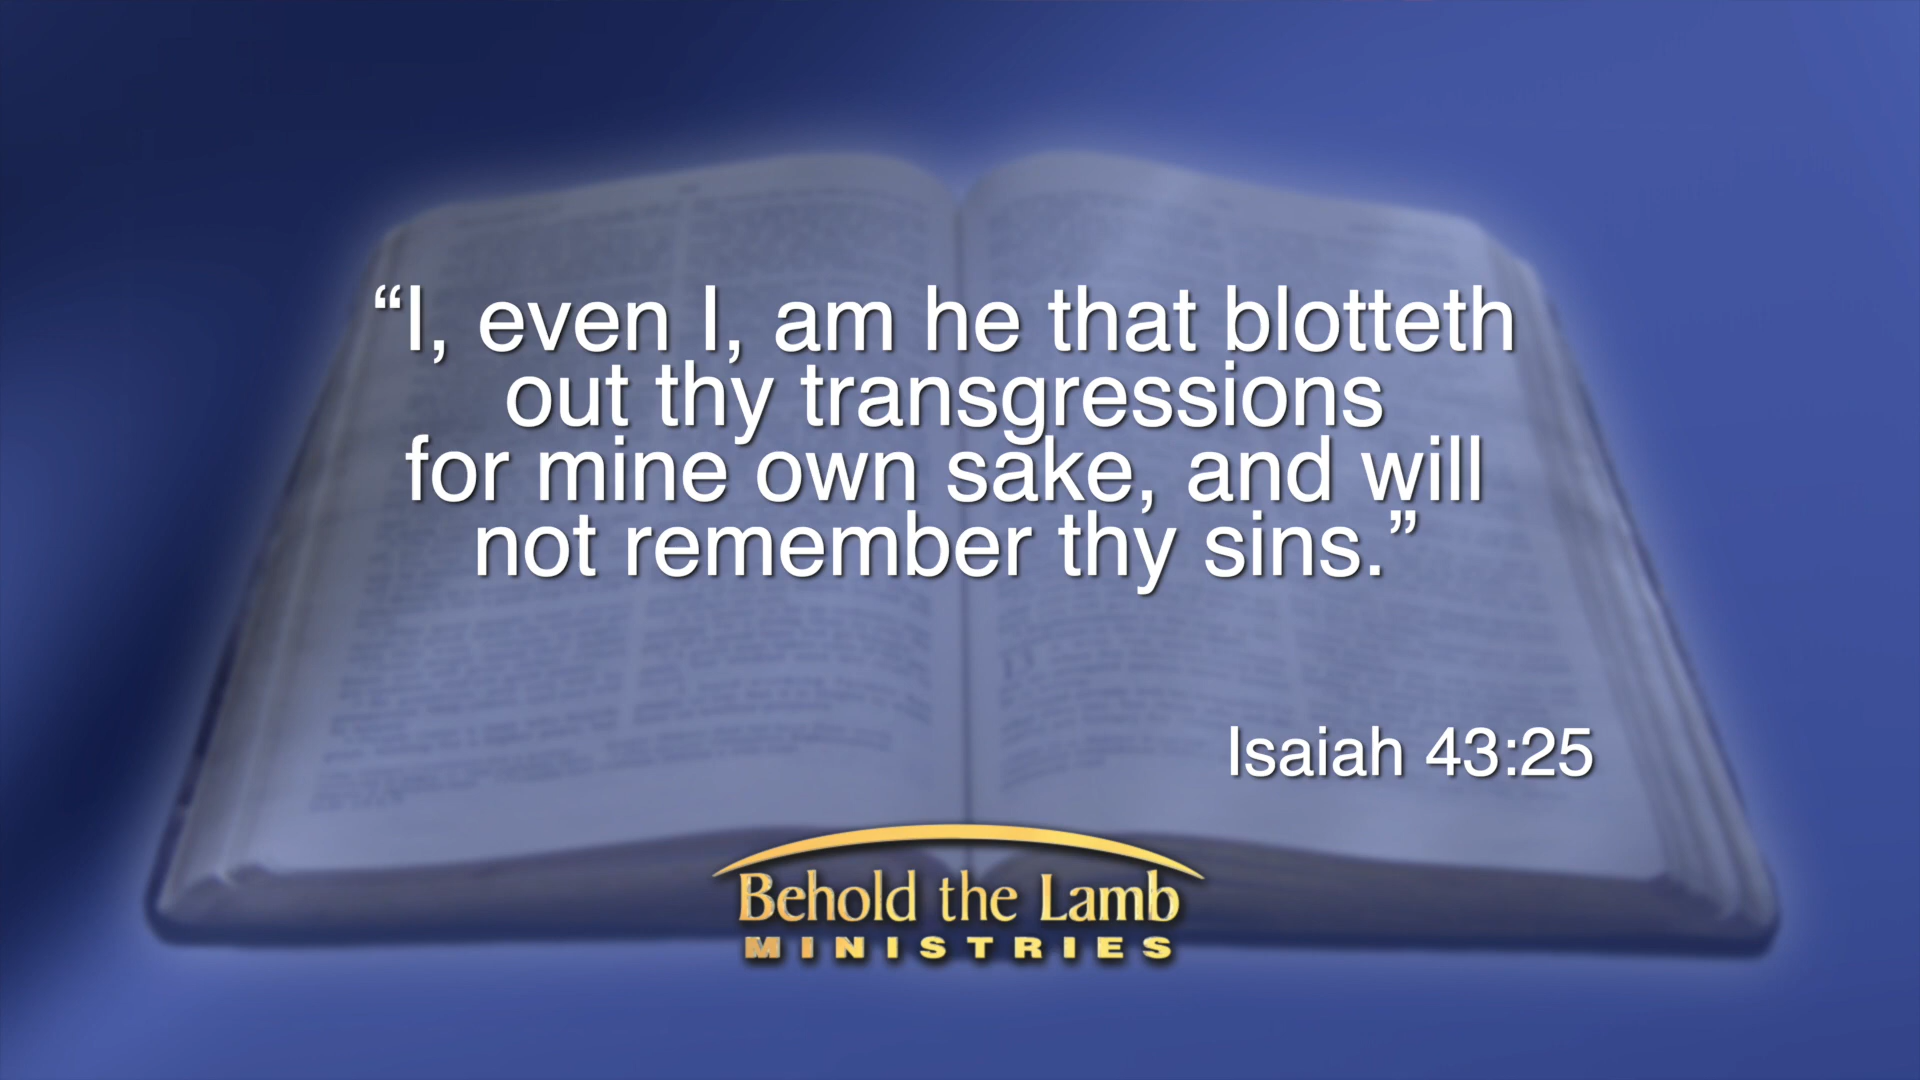 “I, even I, am he that blotteth
out thy transgressions
for mine own sake, and will
not remember thy sins.”
Isaiah 43:25
Behold the Lamb
MINISTRIES